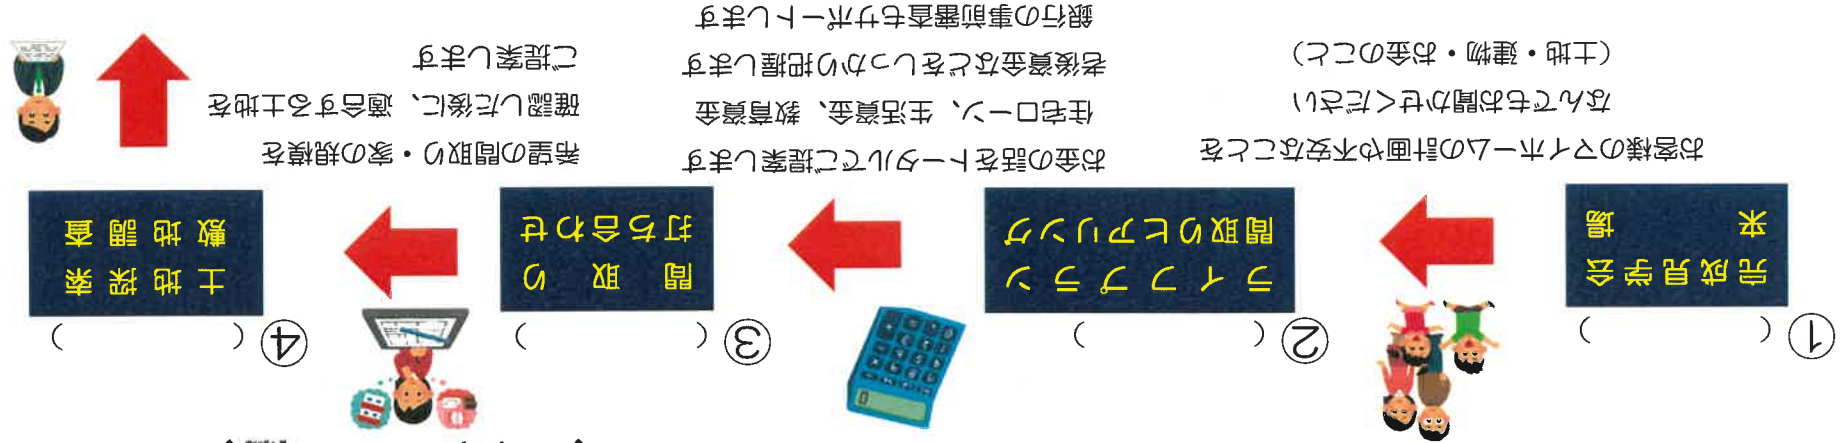 ① (　　　)
完成見学会
来　　場
お客様のマイホームの計画や不安なことを
なんでもお聞かせください
（土地・建物・お金のこと）
② (　　　)
ライフプラン
間取りヒアリング
お金の話をトータルでご提案します
住宅ローン、生活資金、教育資金
老後資金などをしっかり把握します
銀行の事前審査もサポートします
③ (　　　)
間　取　り
打ち合わせ
希望の間取り・家の規模を
確認した後に、適合する土地を
ご提案します
④ (　　　)
土地探索
敷地調査
0